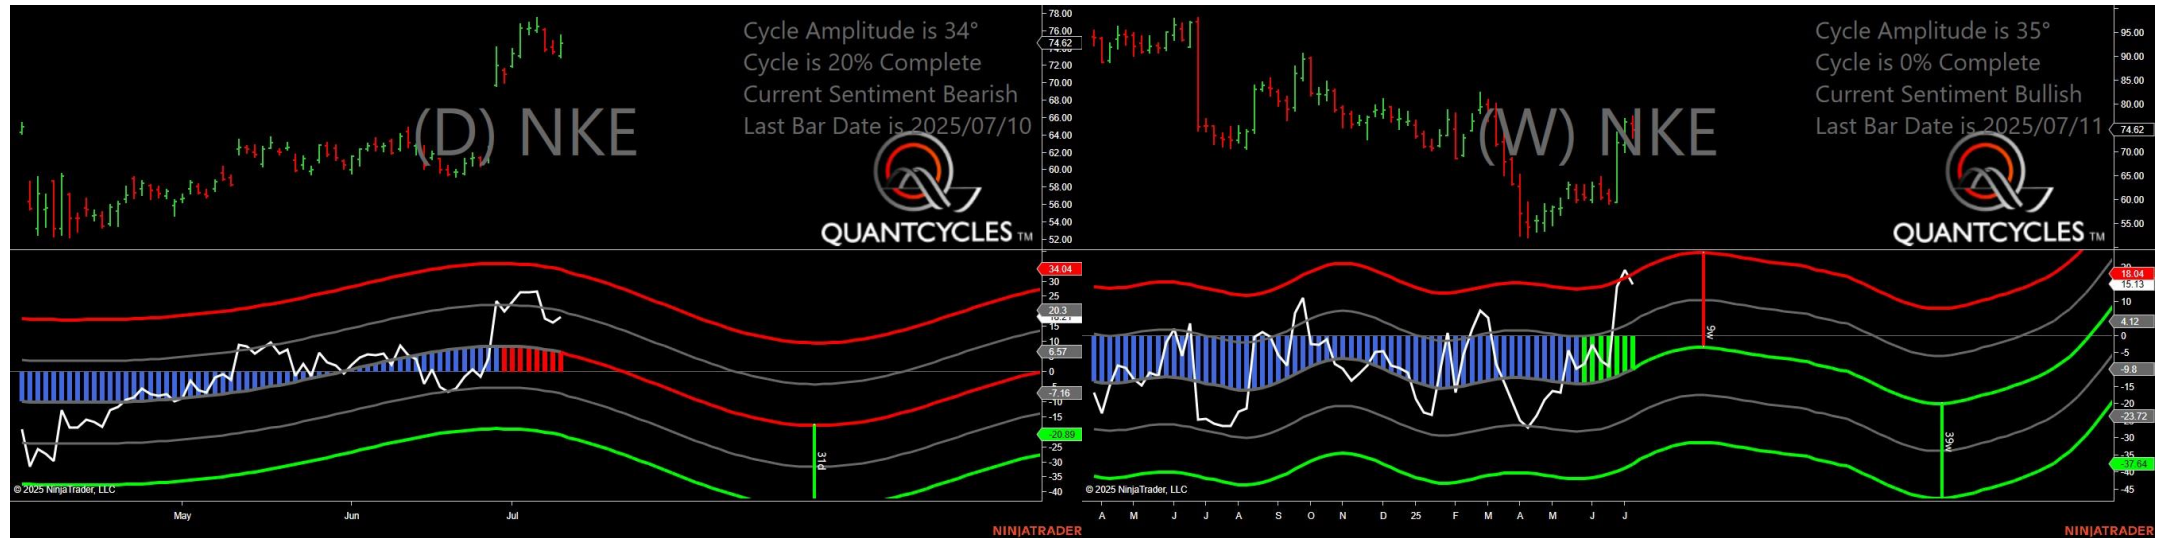 Cycle Amplitude is 34°
Cycle is 20% Complete
Current Sentiment Bearish
Last Bar Date is 2025/07/10
(D) NKE
QUANTCYCLES TM
78.00
76.00
74.62
72.00
70.00
68.00
66.00
64.00
62.00
60.00
58.00
56.00
54.00
52.00
34.04
30
25
20.3
15
10
6.57
0
-5
-7.16
-10
-15
-20.89
-25
-30
-35
-40
31d
© 2025 NinjaTrader, LLC
May Jun Jul
NINJATRADER
Cycle Amplitude is 35°
Cycle is 0% Complete
Current Sentiment Bullish
Last Bar Date is 2025/07/11
(W) NKE
QUANTCYCLES TM
95.00
90.00
85.00
80.00
74.62
70.00
65.00
60.00
55.00
18.04
15.13
10
4.12
0
-5
-9.8
-15
-20
-23.72
-30
-35
-37.64
-45
9w
39w
© 2025 NinjaTrader, LLC
A M J J A S O N D 25 F M A M J J
NINJATRADER